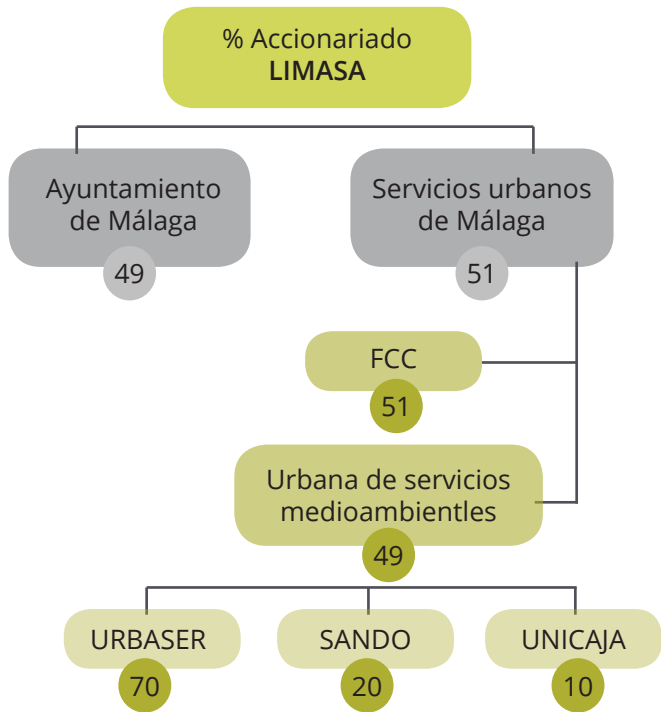 % Accionariado
LIMASA
Ayuntamiento
de Málaga
49
Servicios urbanos
de Málaga
51
FCC
51
Urbana de servicios
medioambientles
49
URBASER
70
SANDO
20
UNICAJA
10